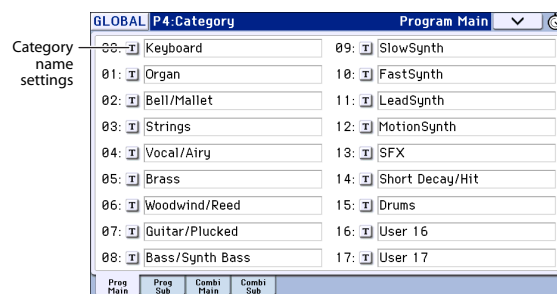 GLOBAL P4:Category Program Main
Category name settings
00: T Keyboard
01: T Organ
02: T Bell/Mallet
03: T Strings
04: T Vocal/Airy
05: T Brass
06: T Woodwind/Reed
07: T Guitar/Plucked
08: T Bass/Synth Bass
09: T SlowSynth
10: T FastSynth
11: T LeadSynth
12: T MotionSynth
13: T SFX
14: T Short Decay/Hit
15: T Drums
16: T User 16
17: T User 17
Prog Main
Prog Sub
Combi Main
Combi Sub